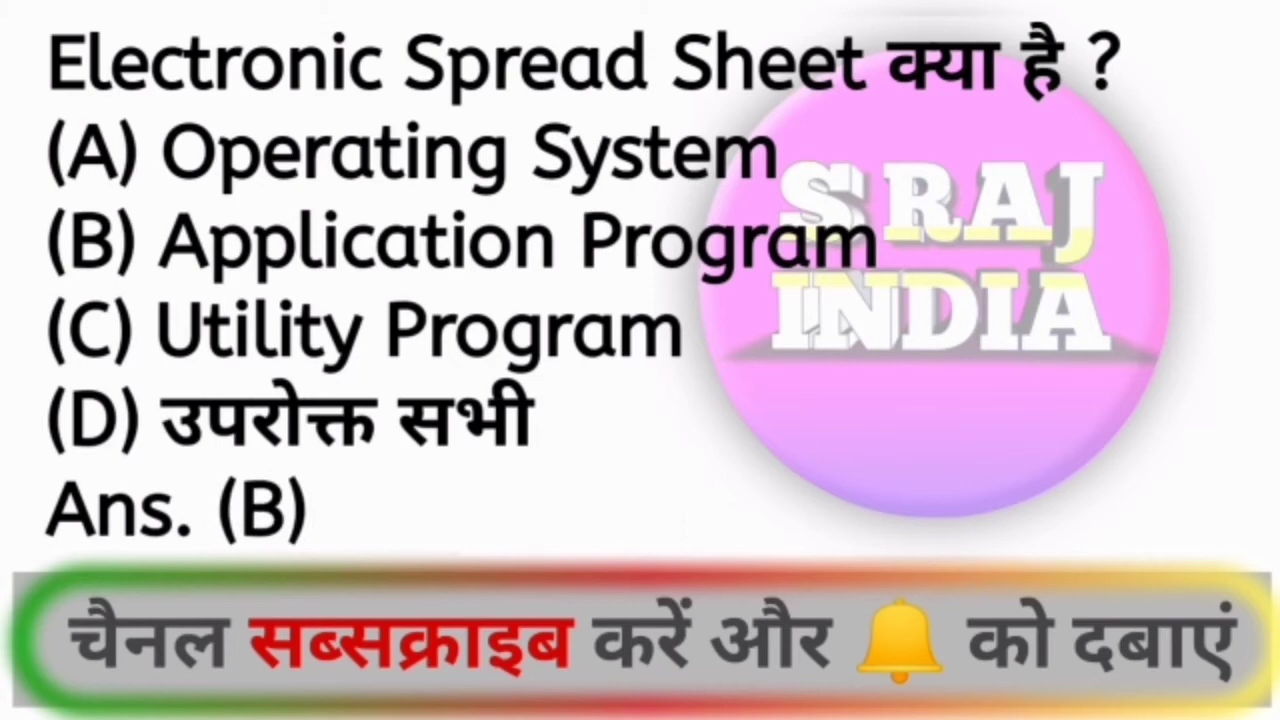 Electronic Spread Sheet क्या है ?
(A) Operating System
(B) Application Program
(C) Utility Program
(D) उपरोक्त सभी
Ans. (B)
S RAJ
INDIA
चैनल सब्सक्राइब करें और 🔔 को दबाएं